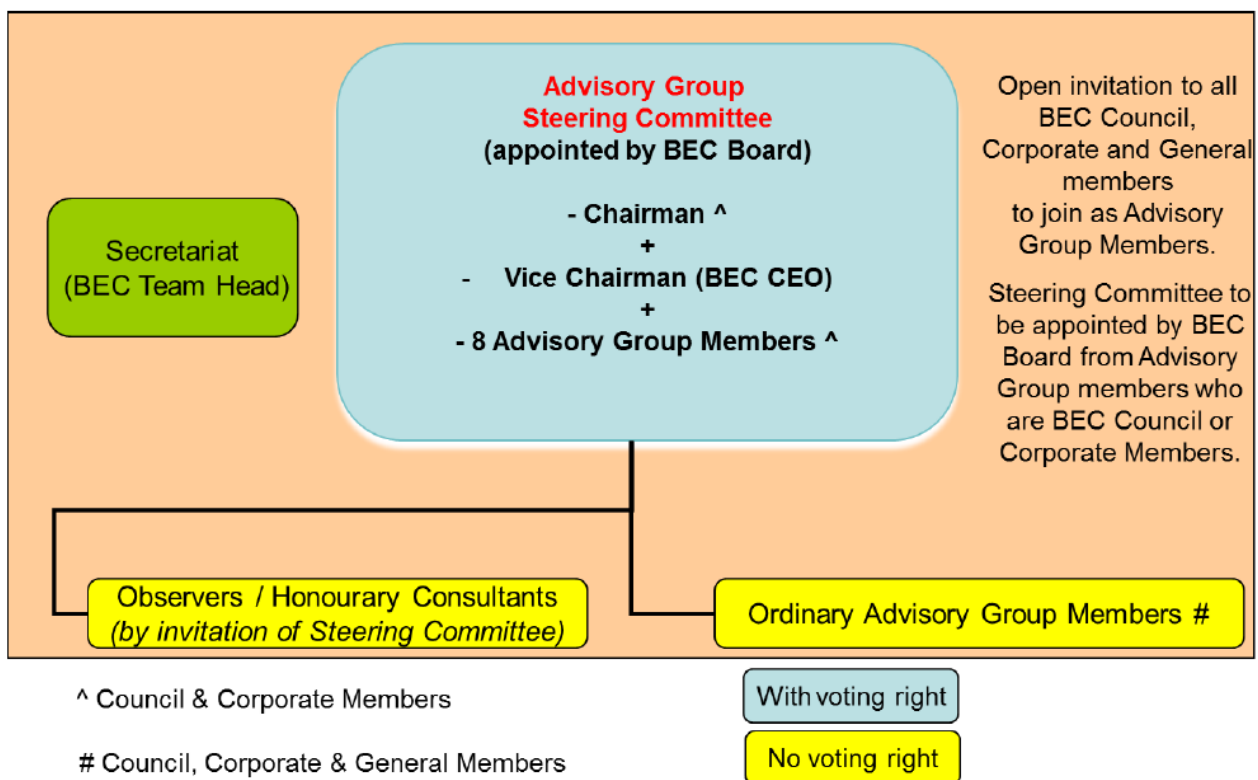 Advisory Group
Steering Committee
(appointed by BEC Board)
- Chairman ^
+
- Vice Chairman (BEC CEO)
+
- 8 Advisory Group Members ^
Secretariat
(BEC Team Head)
Open invitation to all
BEC Council,
Corporate and General
members
to join as Advisory
Group Members.
Steering Committee to
be appointed by BEC
Board from Advisory
Group members who
are BEC Council or
Corporate Members.
Observers / Honourary Consultants
(by invitation of Steering Committee)
Ordinary Advisory Group Members #
^ Council & Corporate Members
With voting right
# Council, Corporate & General Members
No voting right